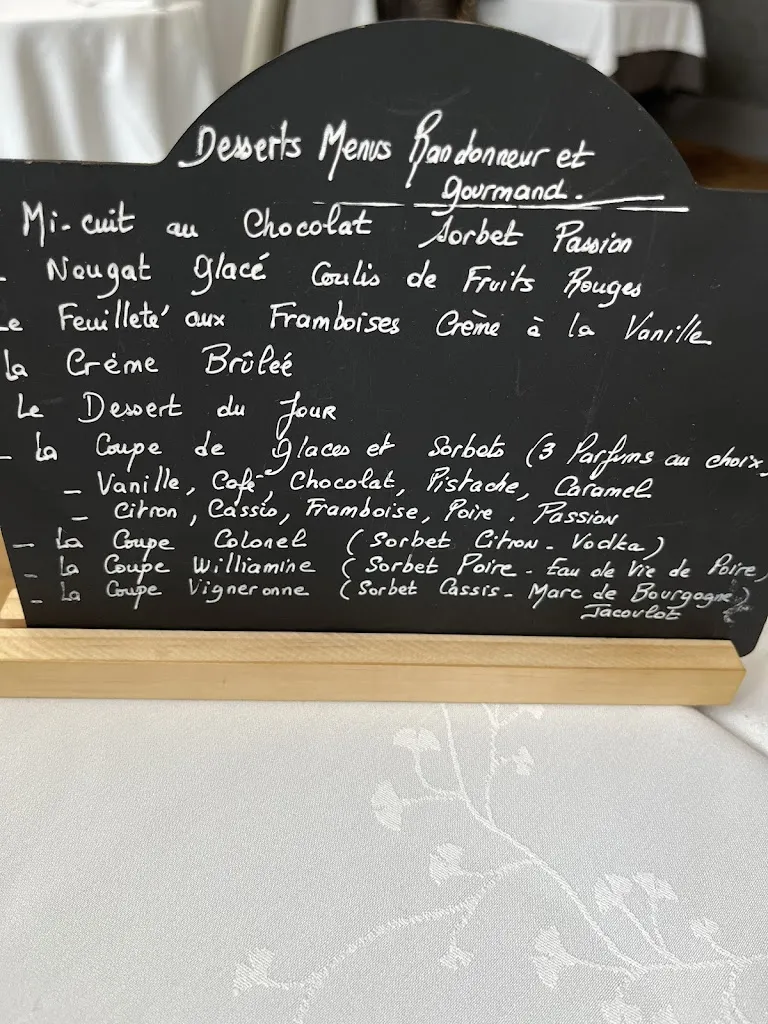 Desserts Menus Randonneur et
gourmand.
Mi-cuit au Chocolat Sorbet Passion
- Nougat Glacé Coulis de Fruits Rouges
Le Feuilleté aux Framboises Crème à la Vanille
La Créme Brûléé
Le Dessert du Jour
- La Coupe de glaces et Sorbets (3 Parfums au choix,
- Vanille, Café, Chocolat, Pistache, Caramel
- Citron, Cassis, Framboise, Poire, Passion
- La Coupe Colonel (Sorbet Citron - Vodka)
- La Coupe Williamine (Sorbet Poire - Eau de Vie de Poire)
- La Coupe Vigneronne (Sorbet Cassis - Marc de Bourgogne)
Jacoulot